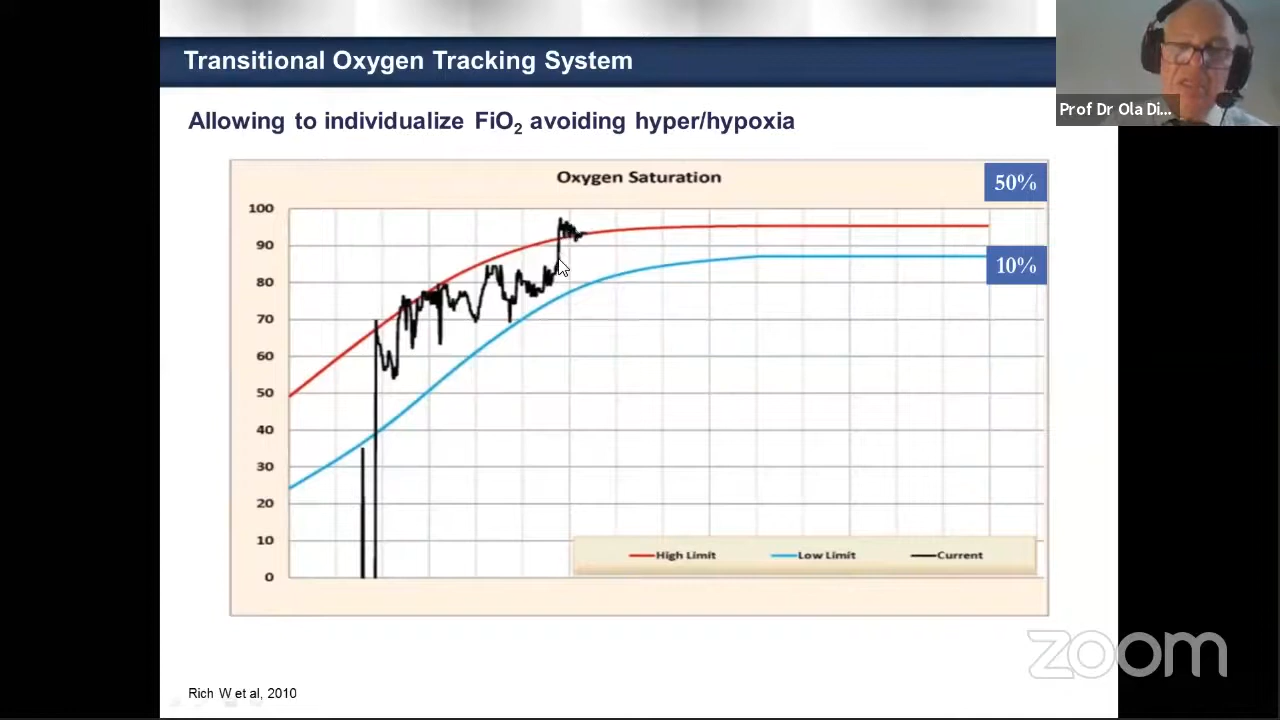 Transitional Oxygen Tracking System
Prof Dr Ola Di...
Allowing to individualize FiO₂ avoiding hyper/hypoxia
Oxygen Saturation
50%
10%
100
90
80
70
60
50
40
30
20
10
0
High Limit
Low Limit
Current
zoom
Rich W et al, 2010